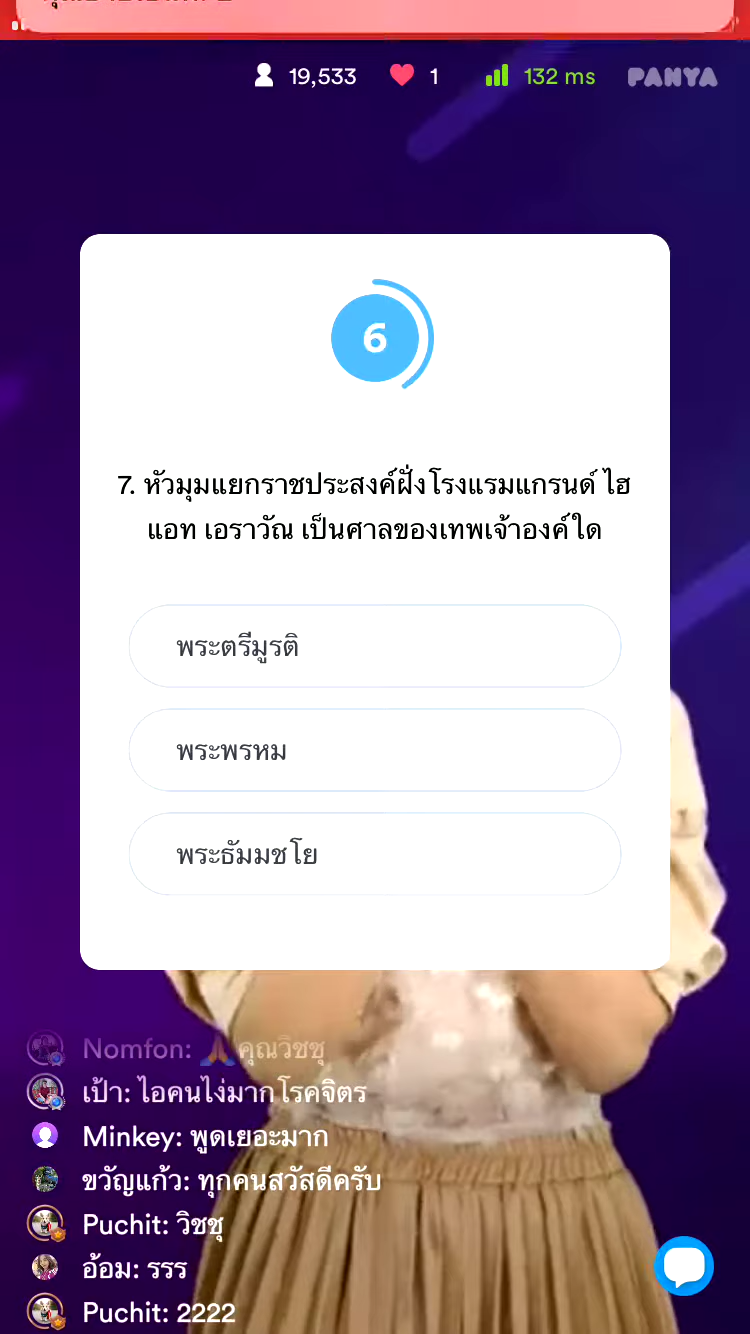 19,533
1
132 ms
PANYA
6
7. หัวมุมแยกราชประสงค์ฝั่งโรงแรมแกรนด์ ไฮ
แอท เอราวัณ เป็นศาลของเทพเจ้าองค์ใด
พระตรีมูรติ
พระพรหม
พระธัมมชโย
Nomfon: 🙏คุณวิชชุ
เป้า: ไอคนไง่มากโรคจิตร
Minkey: พูดเยอะมาก
ขวัญแก้ว: ทุกคนสวัสดีครับ
Puchit: วิชชุ
อ้อม: รรร
Puchit: 2222